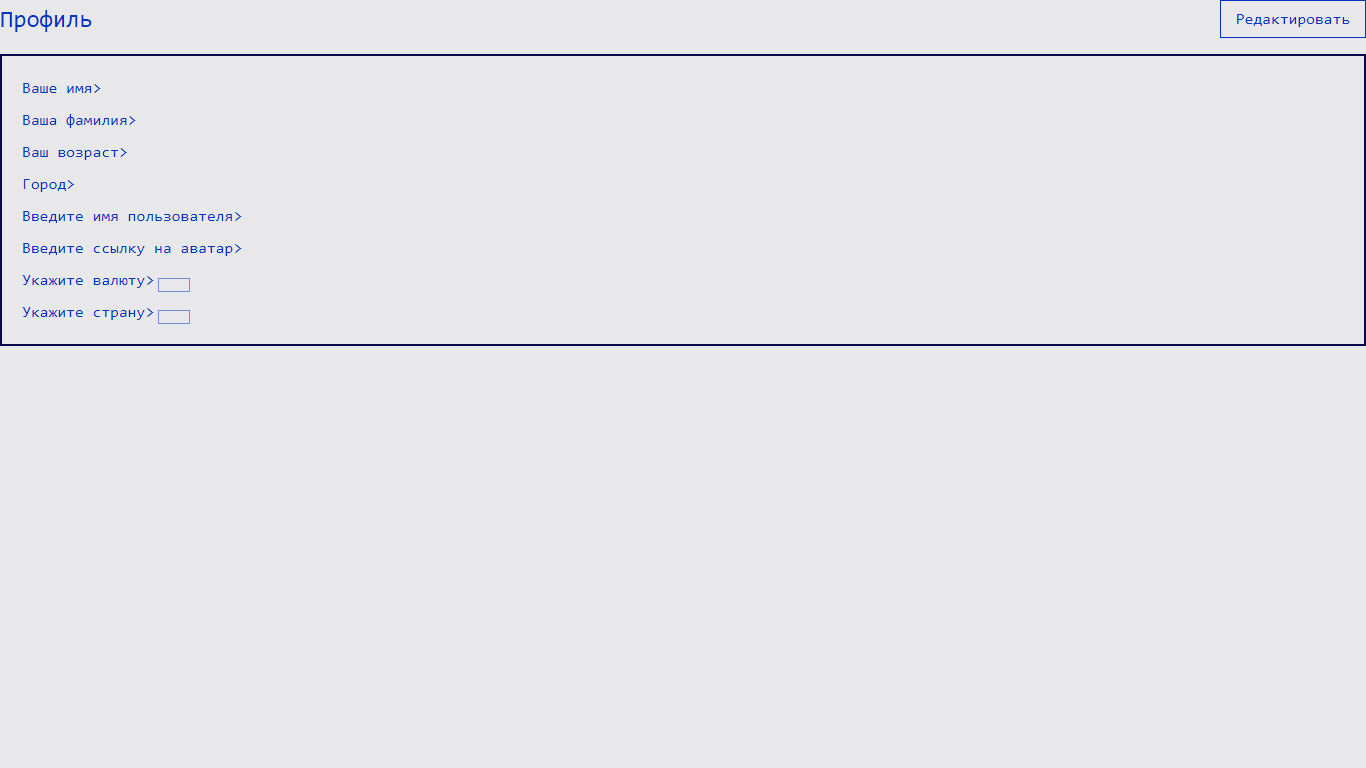 Профиль
Редактировать
Ваше имя>
Ваша фамилия>
Ваш возраст>
Город>
Введите имя пользователя>
Введите ссылку на аватар>
Укажите валюту>
Укажите страну>